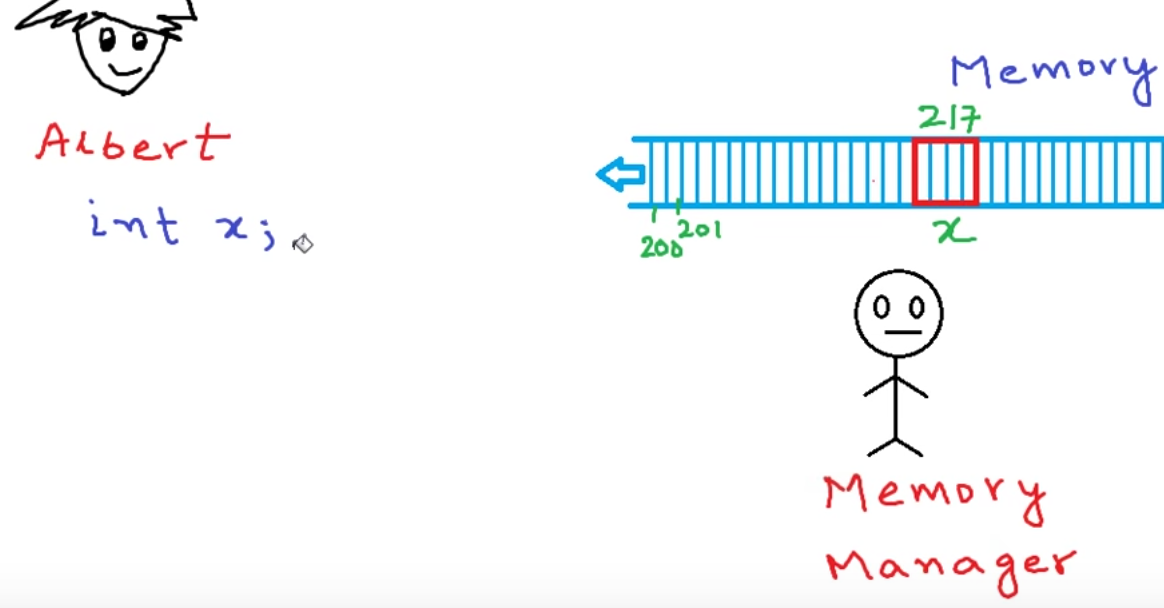 Albert
int x;
Memory
217
200
201
x
Memory
Manager